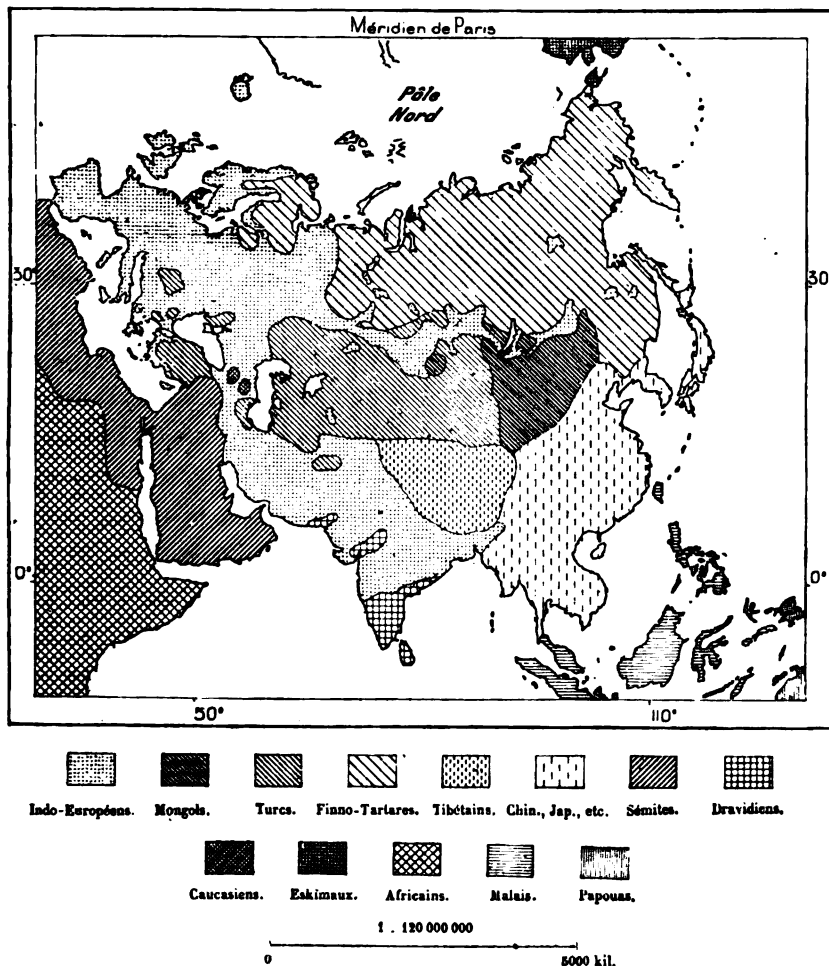 Méridien de Paris
Pôle
Nord
30° 30
0° 0°
50° 110°
Indo-Européens. Mongols. Turcs. Finno-Tartares. Tibétains. Chin., Jap., etc. Sémites. Dravidiens.
Caucasiens. Eskimaux. Africains. Malais. Papouas.
1 . 120 000 000
0 5000 kil.